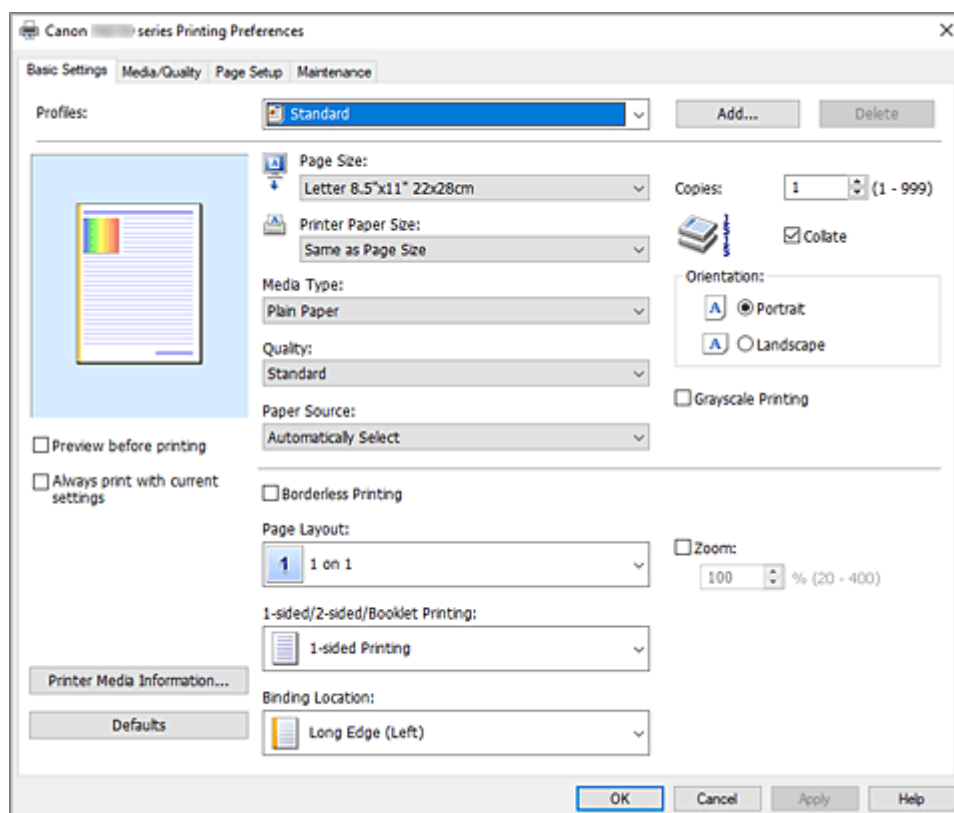 Canon series Printing Preferences
Basic Settings Media/Quality Page Setup Maintenance
Profiles: Standard Add... Delete
Page Size:
Letter 8.5"x11" 22x28cm
Copies: 1 (1 - 999)
Printer Paper Size:
Same as Page Size
Collate
Media Type:
Plain Paper
Orientation:
A Portrait
A Landscape
Quality:
Standard
Grayscale Printing
Paper Source:
Automatically Select
Preview before printing
Always print with current
settings
Borderless Printing
Page Layout:
1 1 on 1
Zoom:
100 % (20 - 400)
1-sided/2-sided/Booklet Printing:
1-sided Printing
Printer Media Information...
Binding Location:
Defaults
Long Edge (Left)
OK Cancel Apply Help